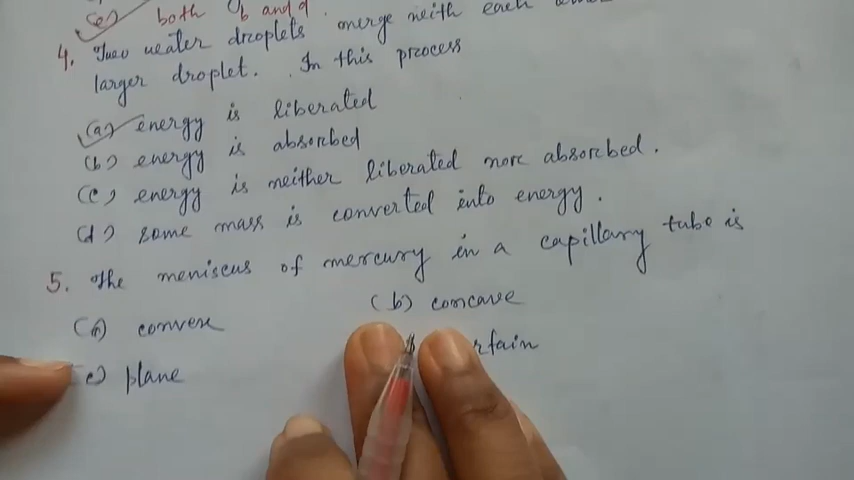 (e) both b and d.
4. Two water droplets merge with each
larger droplet. In this process
(a) energy is liberated
(b) energy is absorbed
(c) energy is neither liberated nor absorbed.
(d) some mass is converted into energy.
5. The meniscus of mercury in a capillary tube is
(a) convex (b) concave
(c) plane rtain